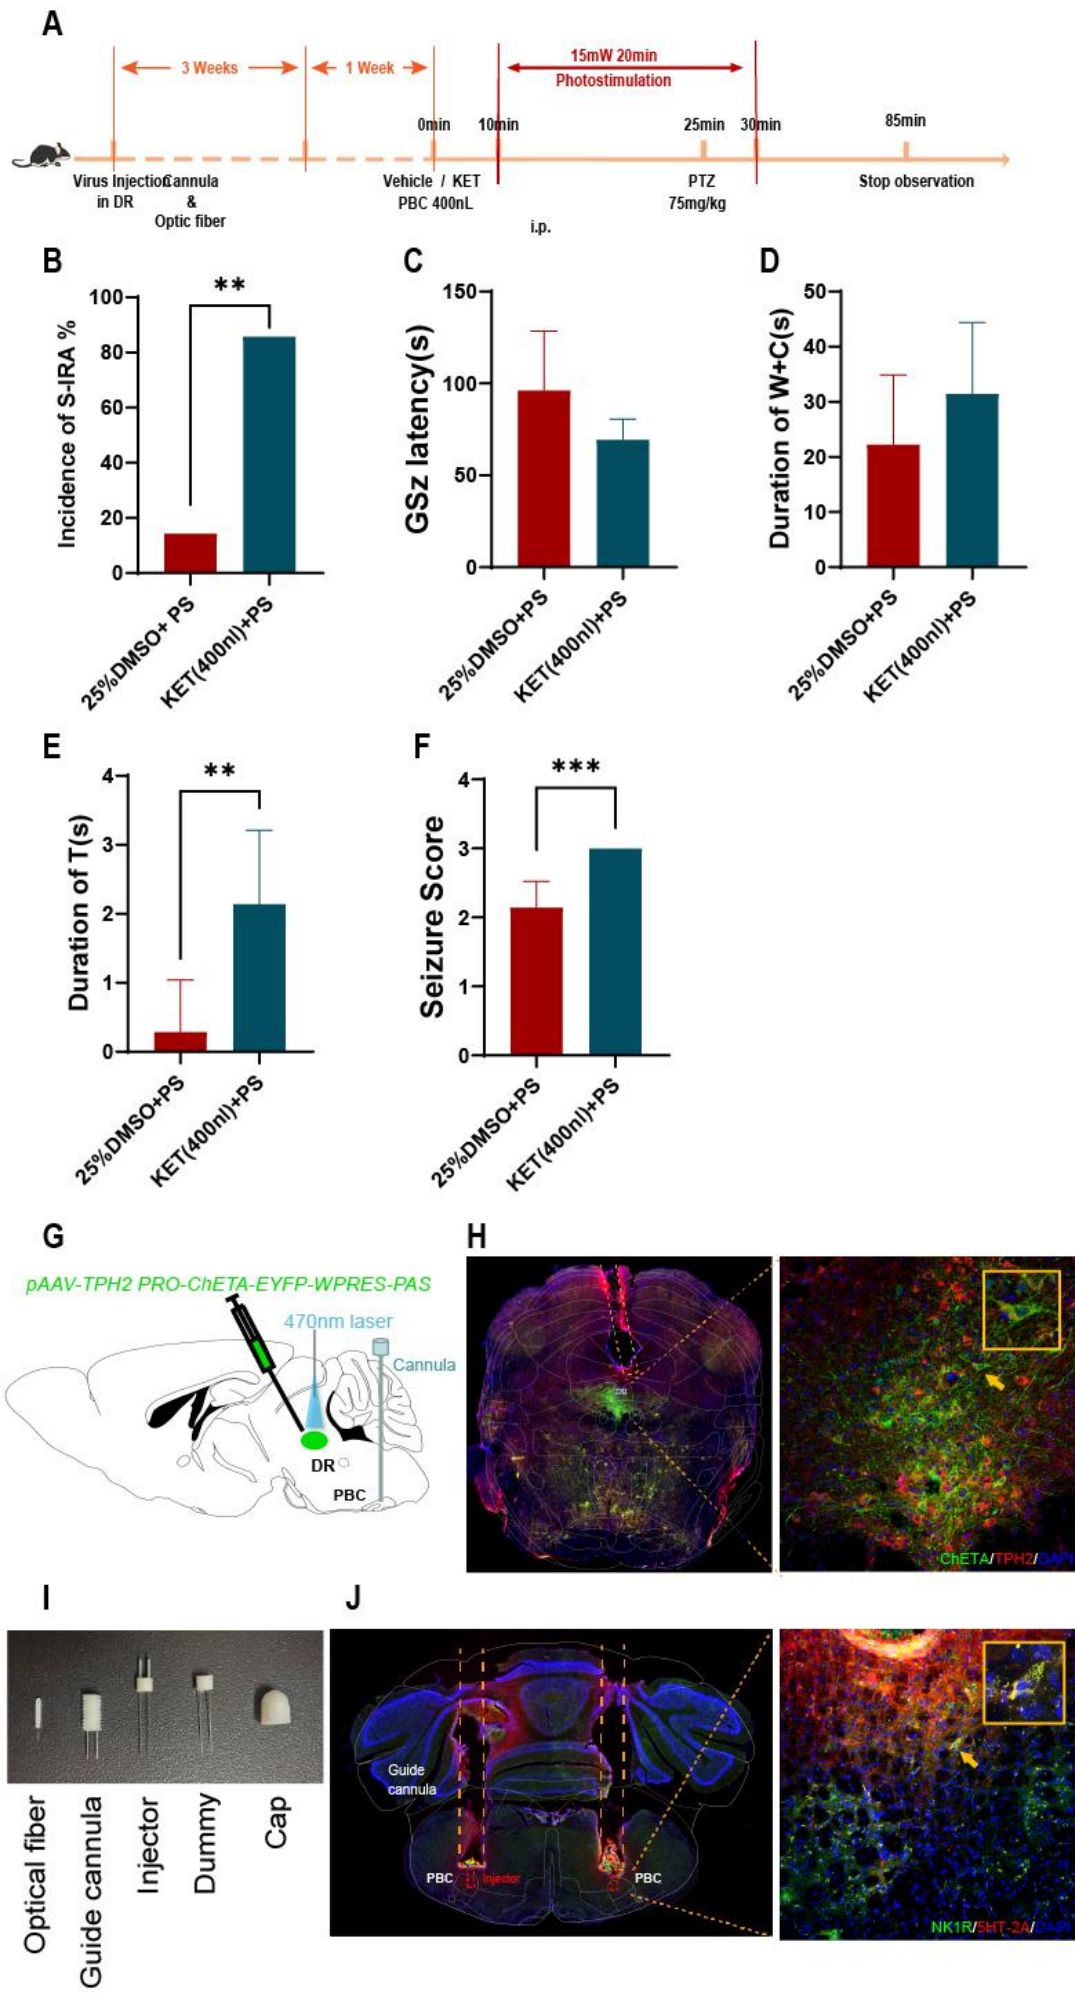 A
3 Weeks
1 Week
15mW 20min
Photostimulation
0min
10min
25min
30min
85min
Virus Injection
in DR
Cannula
&
Optic fiber
Vehicle / KET
PBC 400nL
i.p.
PTZ
75mg/kg
Stop observation
B
**
Incidence of S-IRA %
100
80
60
40
20
0
25%DMSO+ PS
KET(400nl)+PS
C
GSz latency(s)
150
100
50
0
25%DMSO+PS
KET(400nl)+PS
D
Duration of W+C(s)
50
40
30
20
10
0
25%DMSO+PS
KET(400nl)+PS
E
**
Duration of T(s)
4
3
2
1
0
25%DMSO+PS
KET(400nl)+PS
F
***
Seizure Score
4
3
2
1
0
25%DMSO+PS
KET(400nl)+PS
G
pAAV-TPH2 PRO-ChETA-EYFP-WPRES-PAS
470nm laser
Cannula
DR
PBC
H
DR
ChETA/TPH2/DAPI
I
Optical fiber
Guide cannula
Injector
Dummy
Cap
J
Guide
cannula
PBC
Injector
PBC
NK1R/5HT-2A/DAPI